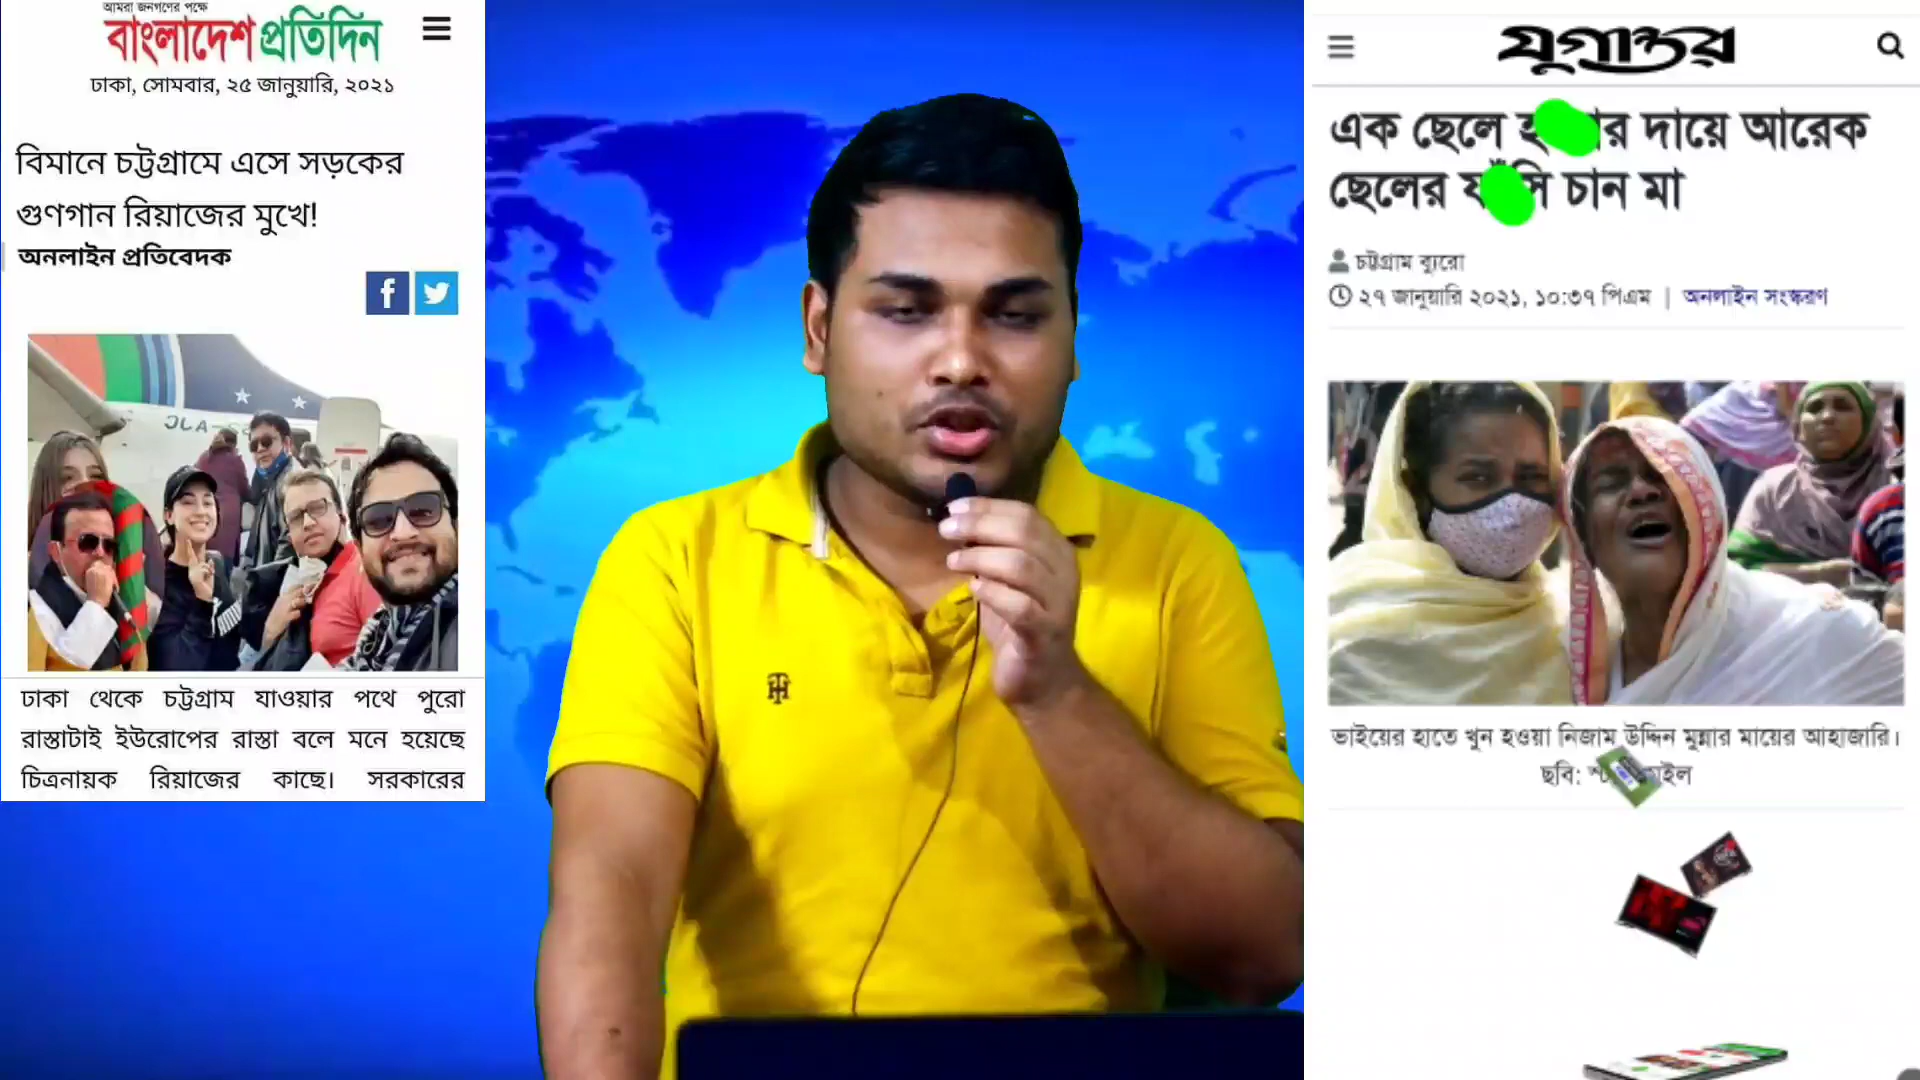 আমরা জনগণের পক্ষে
বাংলাদেশ প্রতিদিন
ঢাকা, সোমবার, ২৫ জানুয়ারি, ২০২১
বিমানে চট্টগ্রামে এসে সড়কের
গুণগান রিয়াজের মুখে!
অনলাইন প্রতিবেদক
ঢাকা থেকে চট্টগ্রাম যাওয়ার পথে পুরো
রাস্তাটাই ইউরোপের রাস্তা বলে মনে হয়েছে
চিত্রনায়ক রিয়াজের কাছে। সরকারের
যুগান্তর
এক ছেলে দায়ে আরেক
ছেলের চান মা
চট্টগ্রাম ব্যুরো
২৭ জানুয়ারি ২০২১, ১০:৩৭ পিএম | অনলাইন সংস্করণ
ভাইয়ের হাতে খুন হওয়া নিজাম উদ্দিন মুন্নার মায়ের আহাজারি।
ছবি: